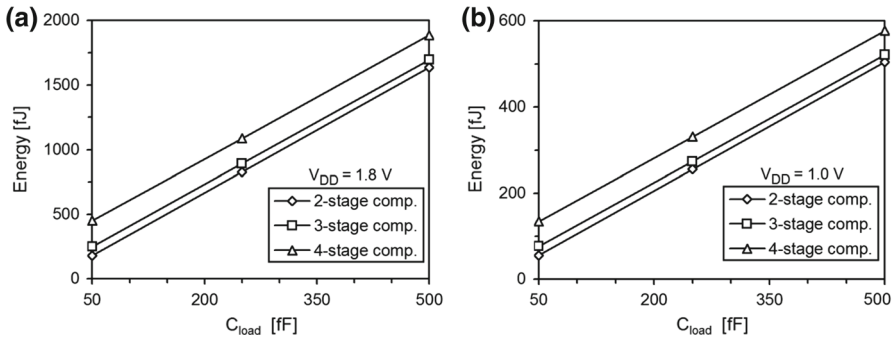 (a)
2000
1500
1000
500
0
Energy [fJ]
V_DD = 1.8 V
2-stage comp.
3-stage comp.
4-stage comp.
50 200 350 500
C_load [fF]
(b)
600
400
200
0
Energy [fJ]
V_DD = 1.0 V
2-stage comp.
3-stage comp.
4-stage comp.
50 200 350 500
C_load [fF]